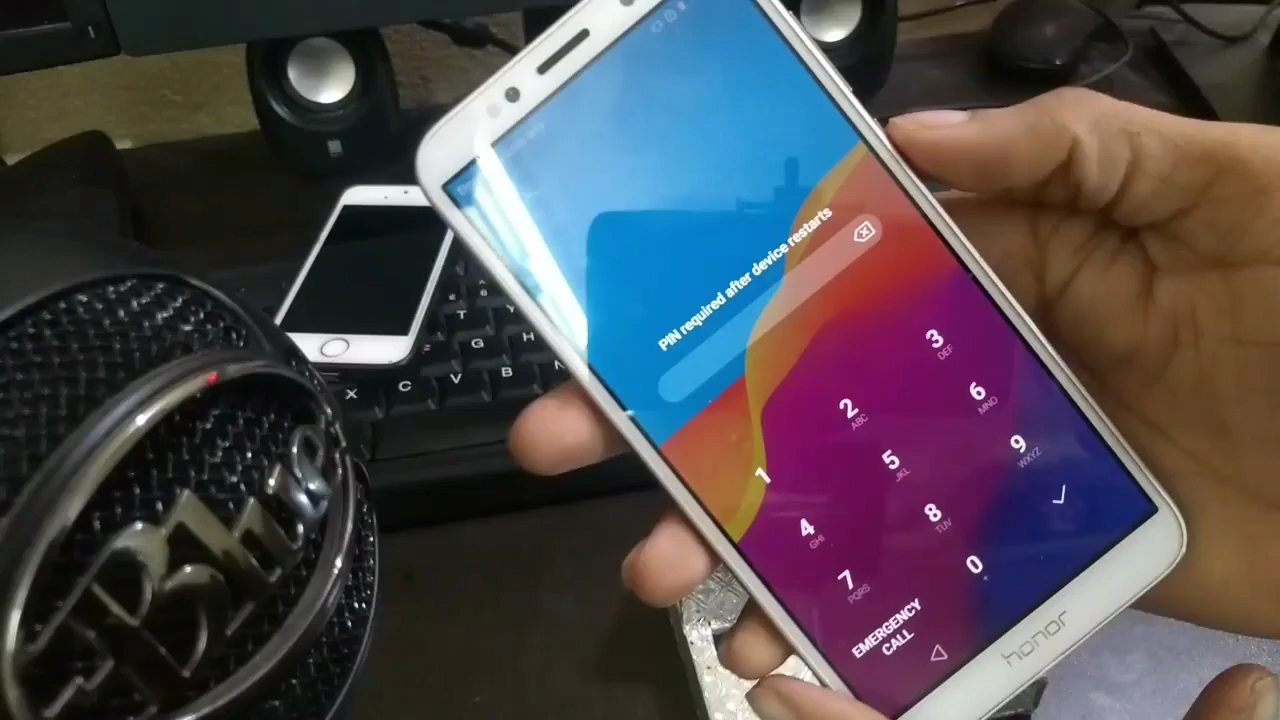 PIN required after device restarts
1
2
ABC
3
DEF
4
GHI
5
JKL
6
MNO
7
PQRS
8
TUV
9
WXYZ
0
EMERGENCY
CALL
honor
T Y
G H
X C V B N